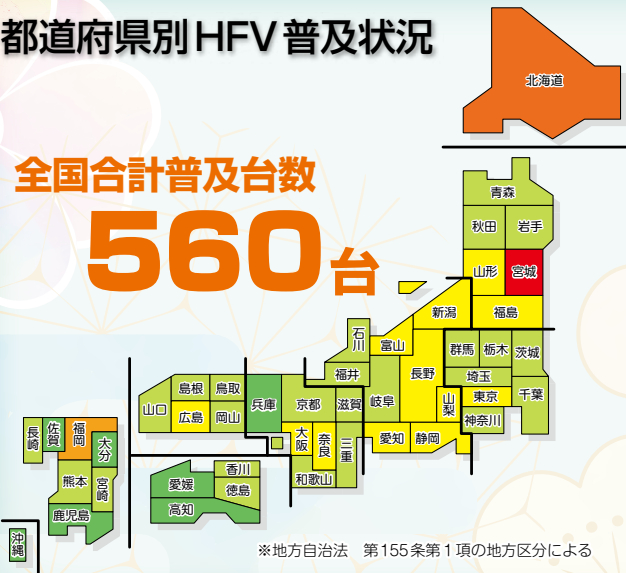 都道府県別HFV普及状況
北海道
全国合計普及台数
560台
青森
秋田 岩手
山形 宮城
新潟 福島
石川 富山 群馬 栃木 茨城
福井 長野 埼玉
島根 鳥取 兵庫 京都 滋賀 岐阜 山梨 東京 千葉
山口 広島 岡山 神奈川
長崎 佐賀 福岡 大分 大阪 奈良 三重 愛知 静岡
熊本 宮崎 愛媛 香川 和歌山
鹿児島 高知 徳島
沖縄
※地方自治法 第155条第1項の地方区分による